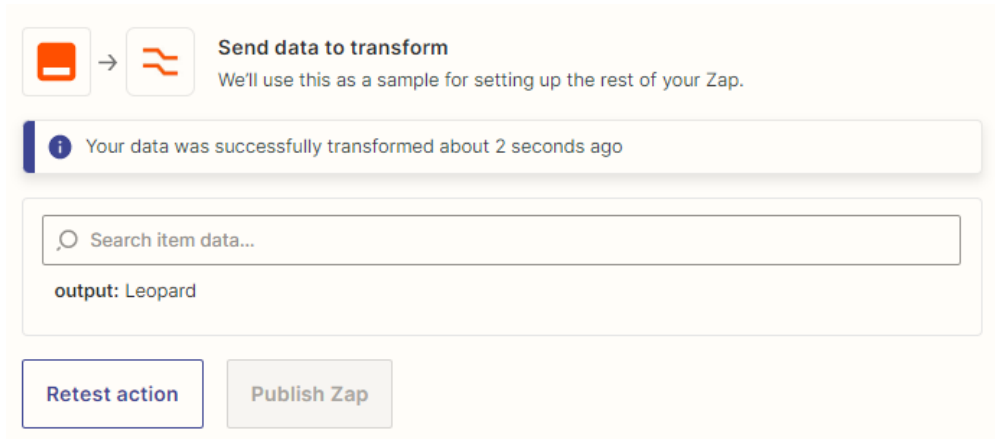 Send data to transform
We'll use this as a sample for setting up the rest of your Zap.
Your data was successfully transformed about 2 seconds ago
Search item data...
output: Leopard
Retest action
Publish Zap